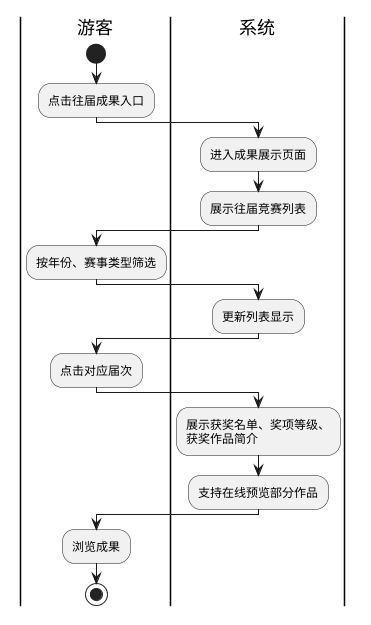 游客
系统
点击往届成果入口
进入成果展示页面
展示往届竞赛列表
按年份、赛事类型筛选
更新列表显示
点击对应届次
展示获奖名单、奖项等级、
获奖作品简介
支持在线预览部分作品
浏览成果